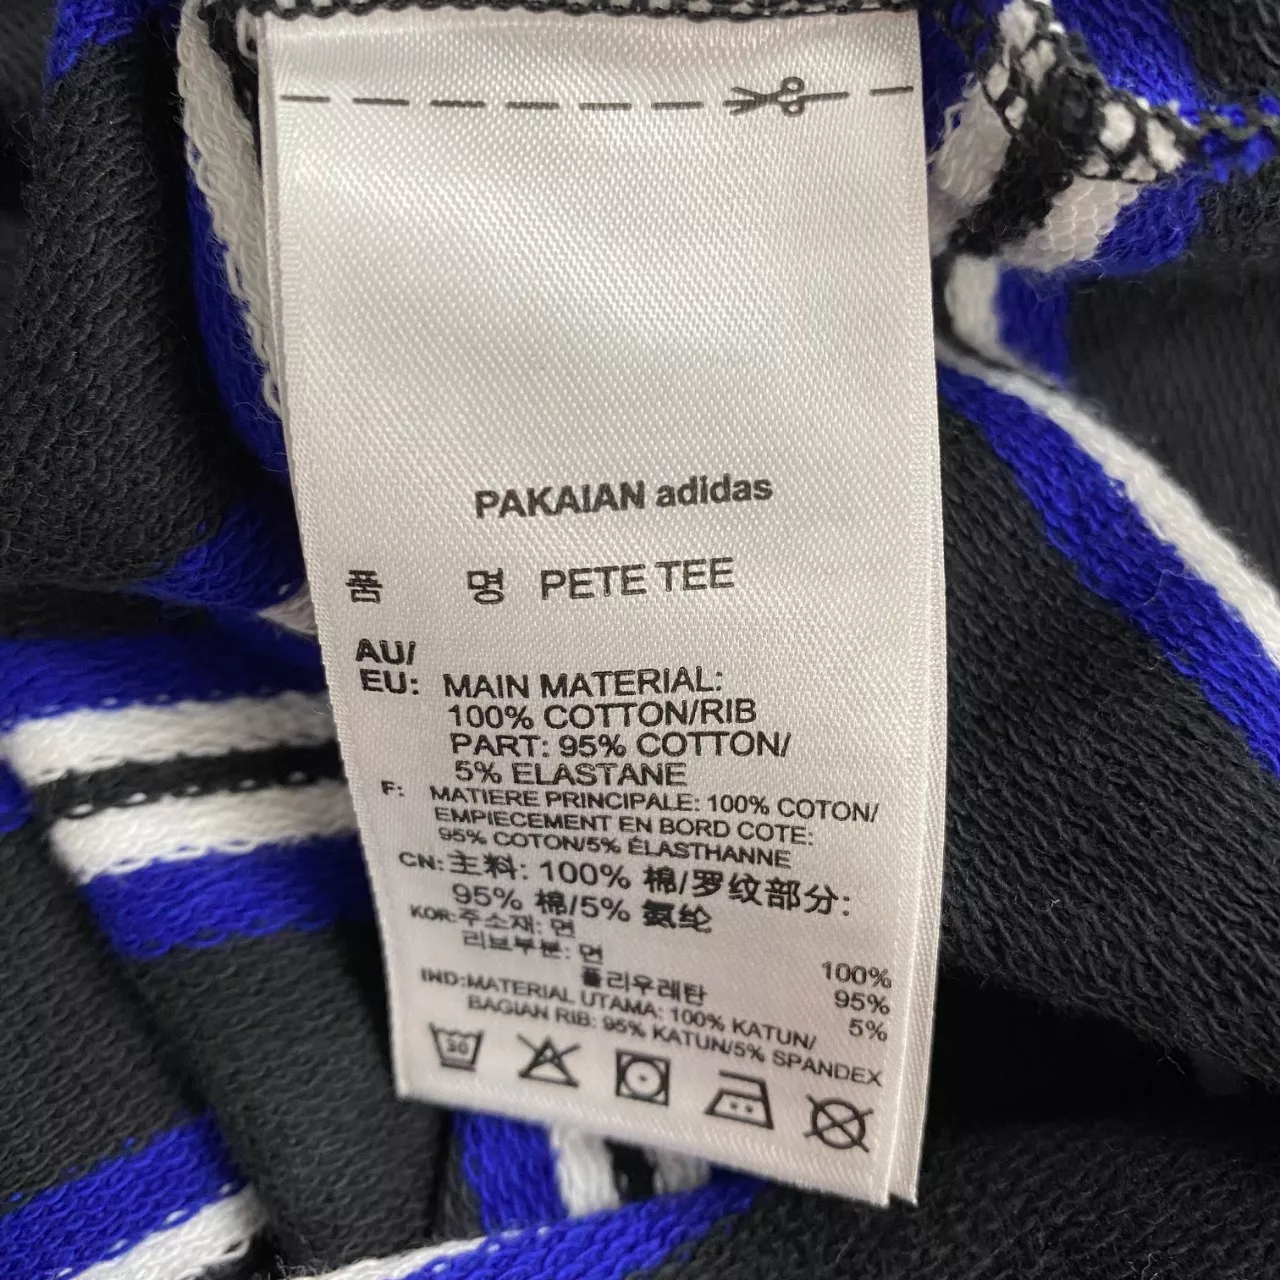 PAKAIAN adidas
품 명 PETE TEE
AU/
EU: MAIN MATERIAL:
100% COTTON/RIB
PART: 95% COTTON/
5% ELASTANE
F: MATIERE PRINCIPALE: 100% COTON/
EMPIECEMENT EN BORD COTE:
95% COTON/5% ÉLASTHANNE
CN: 主料: 100% 棉/罗纹部分:
95% 棉/5% 氨纶
KOR: 주소재: 면 100%
리브부분: 면 95%
폴리우레탄 5%
IND: MATERIAL UTAMA: 100% KATUN/
BAGIAN RIB: 95% KATUN/5% SPANDEX
30